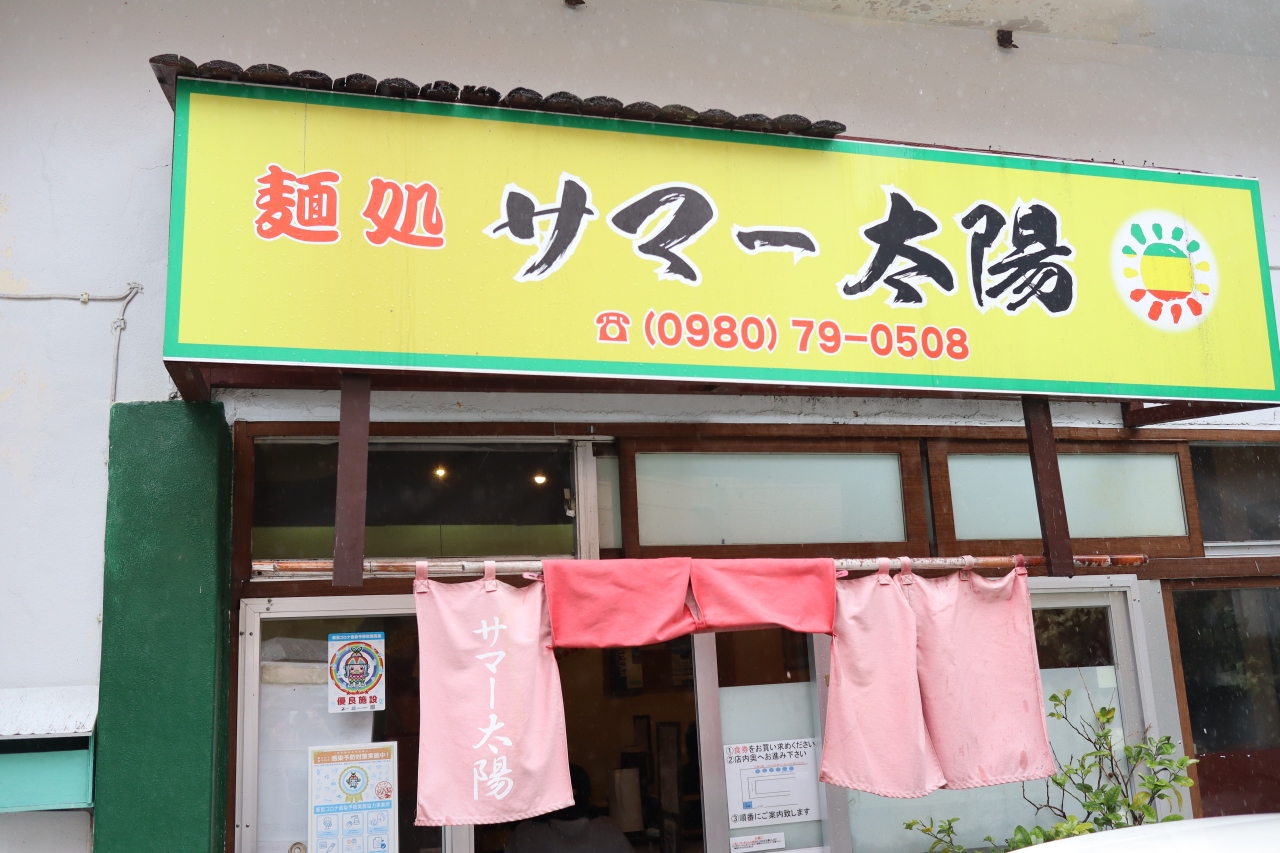 麺処 サマー太陽
☎(0980)79-0508
サマー太陽
優良施設
①食券をお買い求めください
②店内奥へお進み下さい
③順番にご案内致します